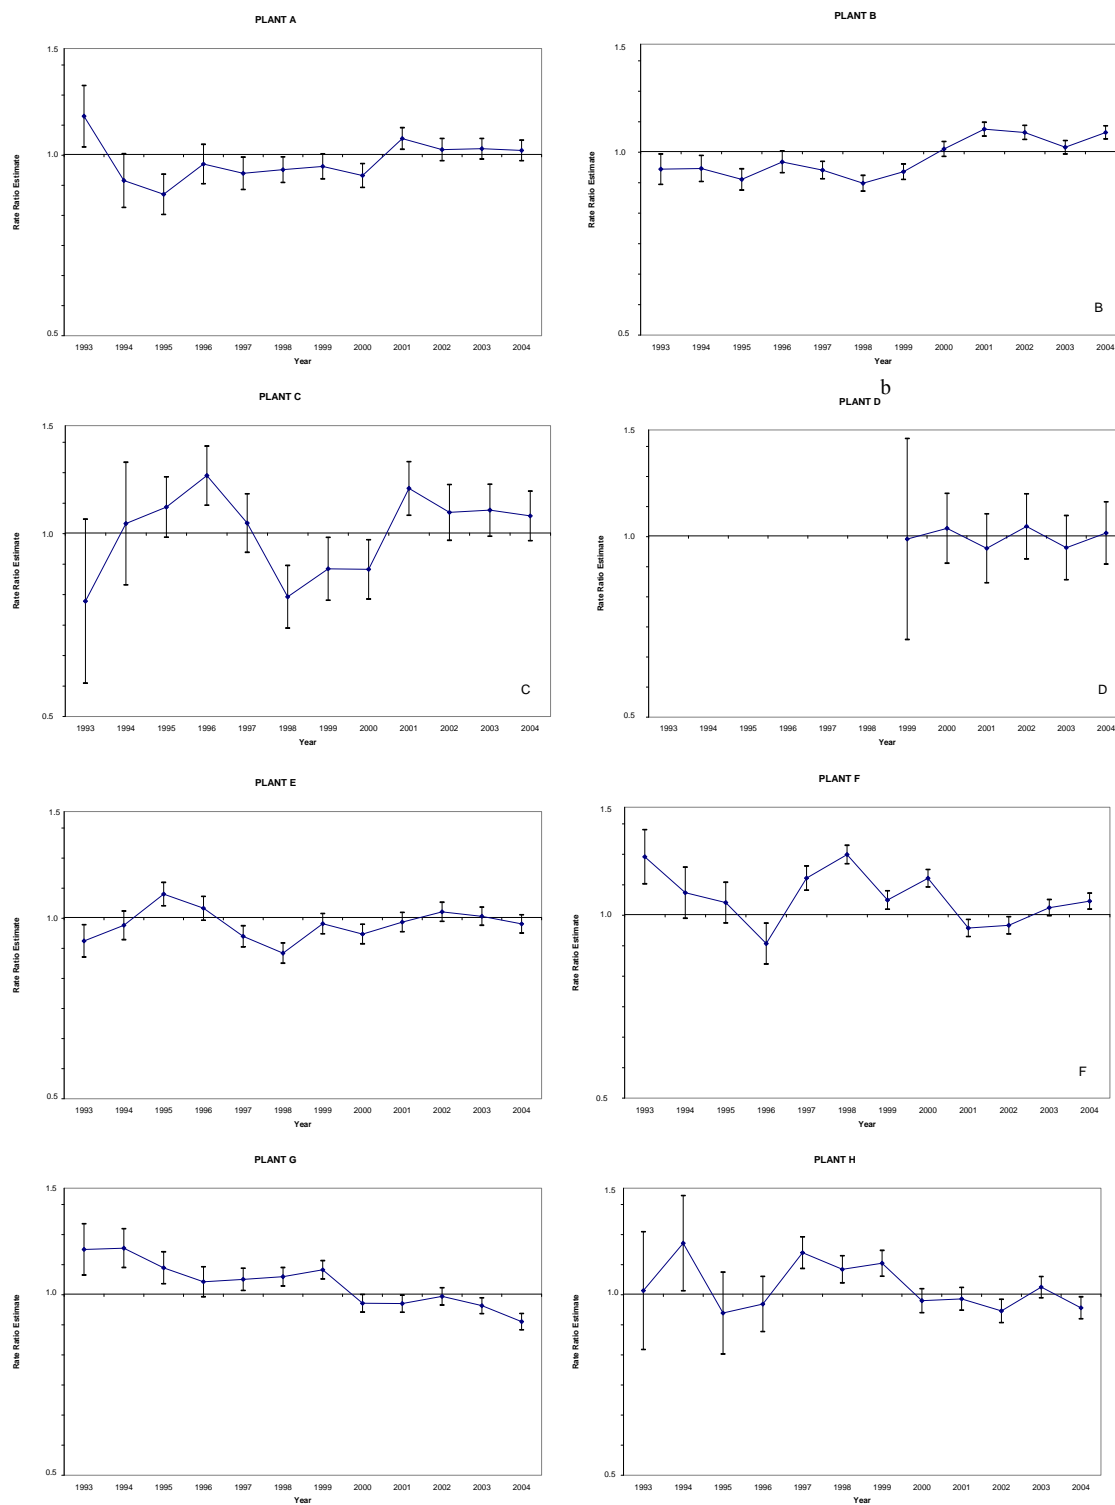 PLANT A
1.5
1.0
0.5
Rate Ratio Estimate
1993 1994 1995 1996 1997 1998 1999 2000 2001 2002 2003 2004
Year
PLANT B
1.5
1.0
0.5
Rate Ratio Estimate
B
1993 1994 1995 1996 1997 1998 1999 2000 2001 2002 2003 2004
Year
b
PLANT C
1.5
1.0
0.5
Rate Ratio Estimate
C
1993 1994 1995 1996 1997 1998 1999 2000 2001 2002 2003 2004
Year
PLANT D
1.5
1.0
0.5
Rate Ratio Estimate
D
1993 1994 1995 1996 1997 1998 1999 2000 2001 2002 2003 2004
Year
PLANT E
1.5
1.0
0.5
Rate Ratio Estimate
1993 1994 1995 1996 1997 1998 1999 2000 2001 2002 2003 2004
Year
PLANT F
1.5
1.0
0.5
Rate Ratio Estimate
F
1993 1994 1995 1996 1997 1998 1999 2000 2001 2002 2003 2004
Year
PLANT G
1.5
1.0
0.5
Rate Ratio Estimate
1993 1994 1995 1996 1997 1998 1999 2000 2001 2002 2003 2004
Year
PLANT H
1.5
1.0
0.5
Rate Ratio Estimate
1993 1994 1995 1996 1997 1998 1999 2000 2001 2002 2003 2004
Year